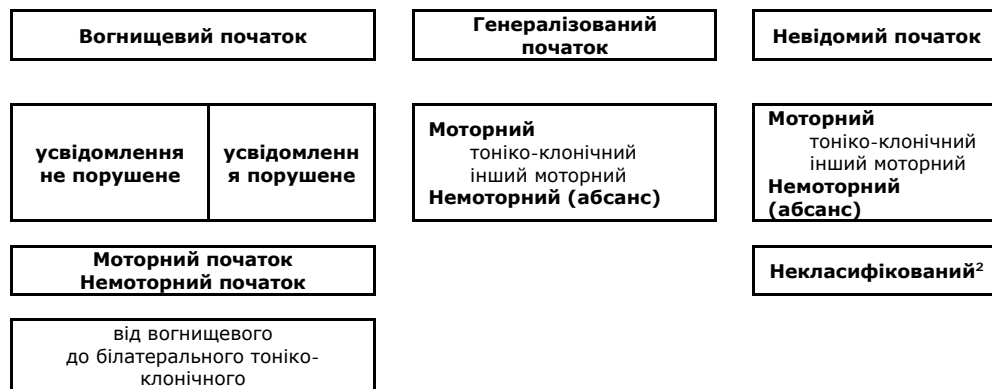 Вогнищевий початок
Генералізований
початок
Невідомий початок
усвідомлення
не порушене
усвідомленн
я порушене
Моторний
тоніко-клонічний
інший моторний
Немоторний (абсанс)
Моторний
тоніко-клонічний
інший моторний
Немоторний
(абсанс)
Моторний початок
Немоторний початок
Некласифікований²
від вогнищевого
до білатерального тоніко-
клонічного